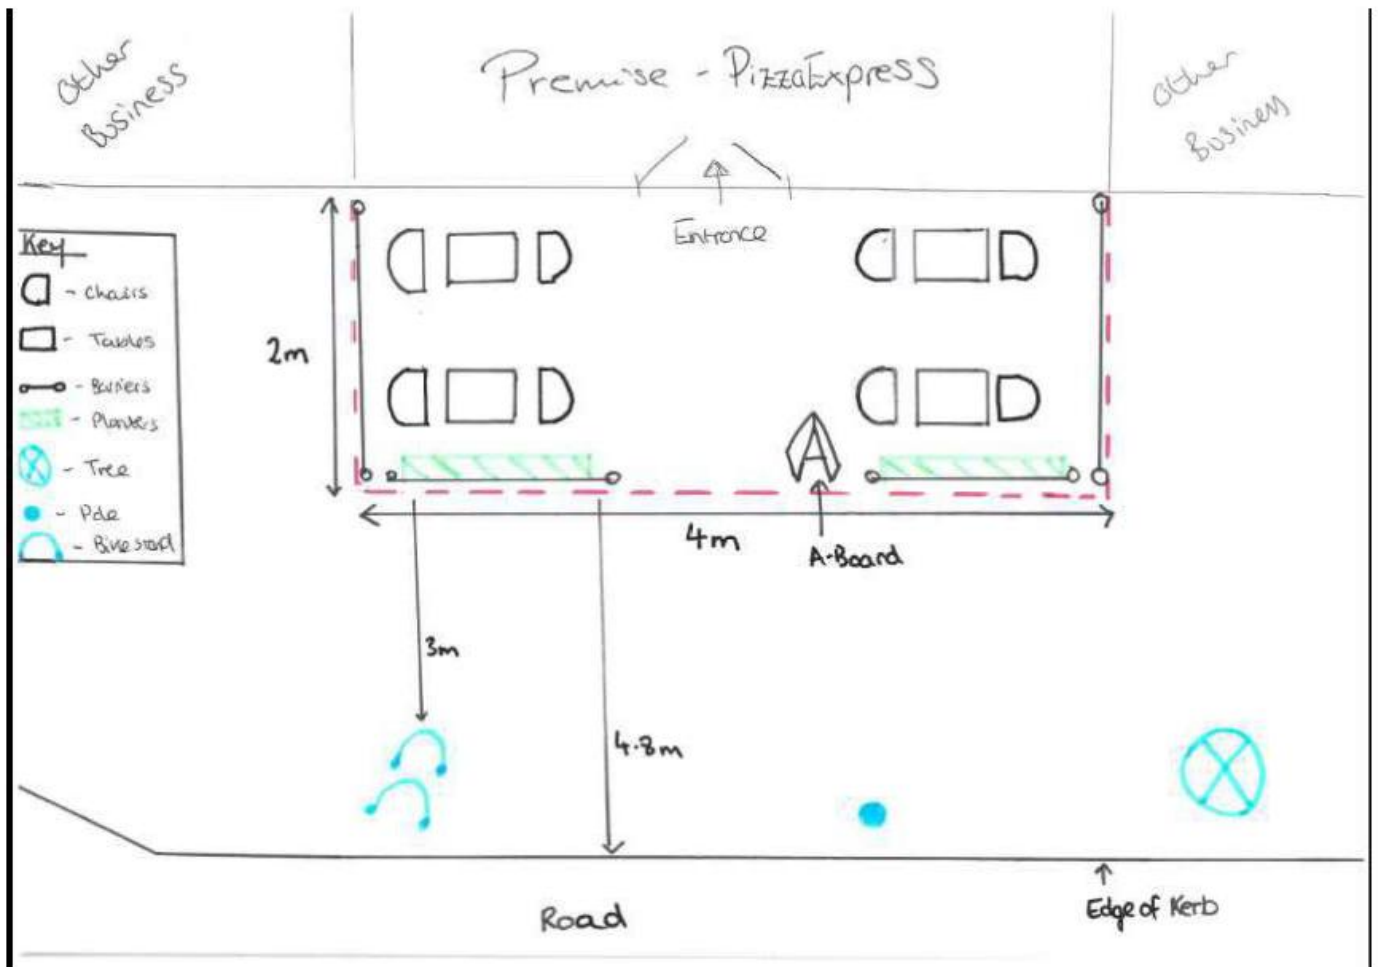 Other
Business
Premise - PizzaExpress
Other
Business
Entrance
Key
- Chairs
- Tables
- Barriers
- Planters
- Tree
- Pole
- Bike stand
2m
4m
A
A-Board
3m
4.8m
Road
Edge of Kerb